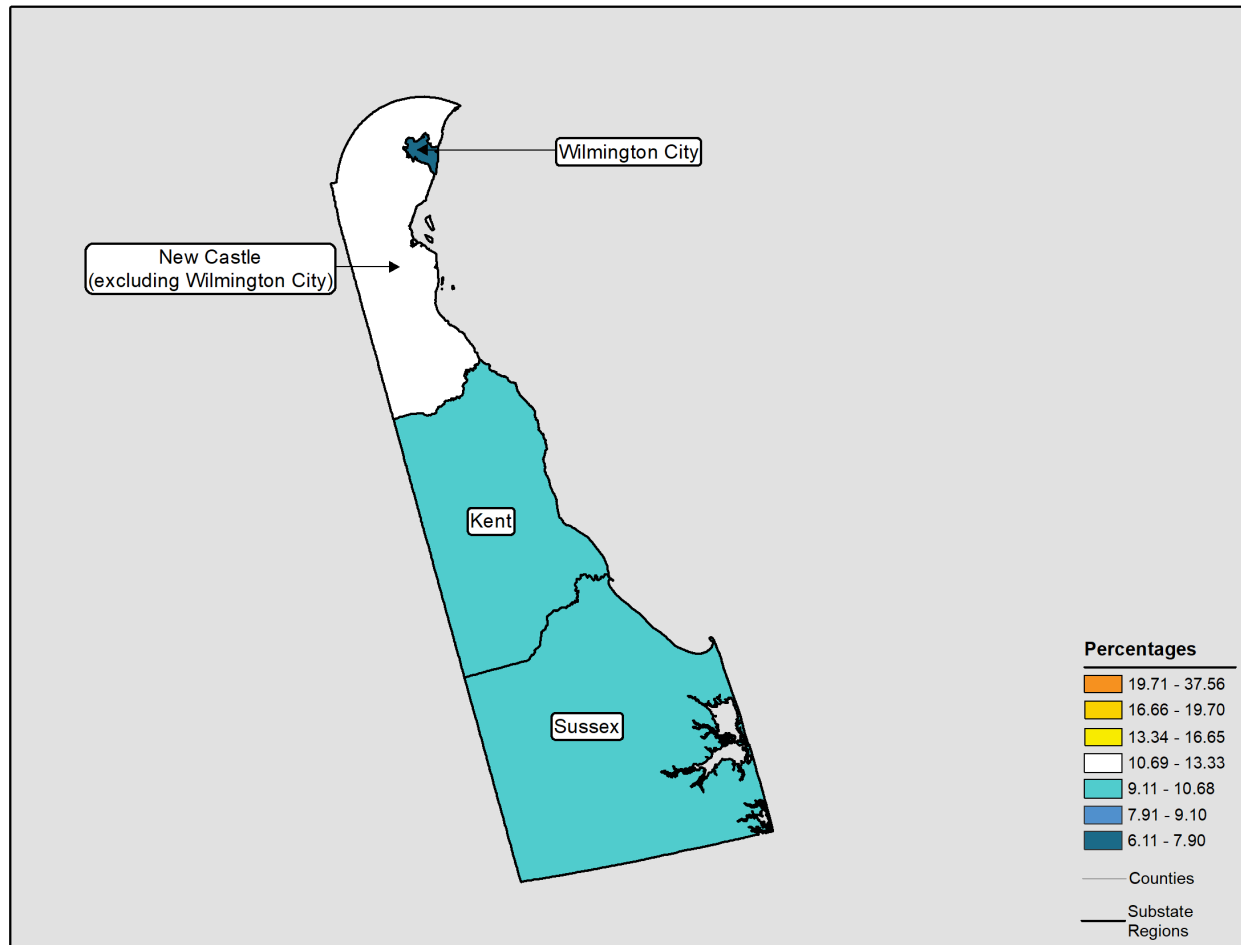 Wilmington City
New Castle
(excluding Wilmington City)
Kent
Sussex
Percentages
19.71 - 37.56
16.66 - 19.70
13.34 - 16.65
10.69 - 13.33
9.11 - 10.68
7.91 - 9.10
6.11 - 7.90
Counties
Substate
Regions